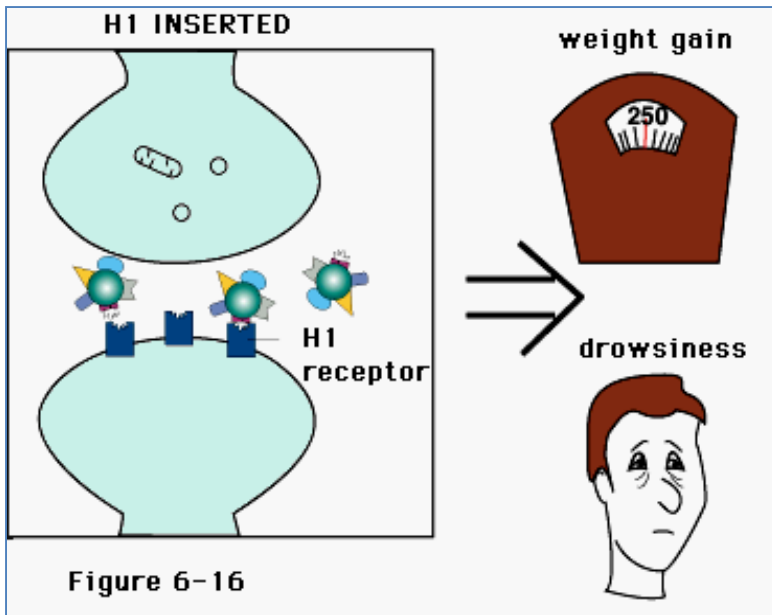 H1 INSERTED
weight gain
250
H1
receptor
drowsiness
Figure 6-16